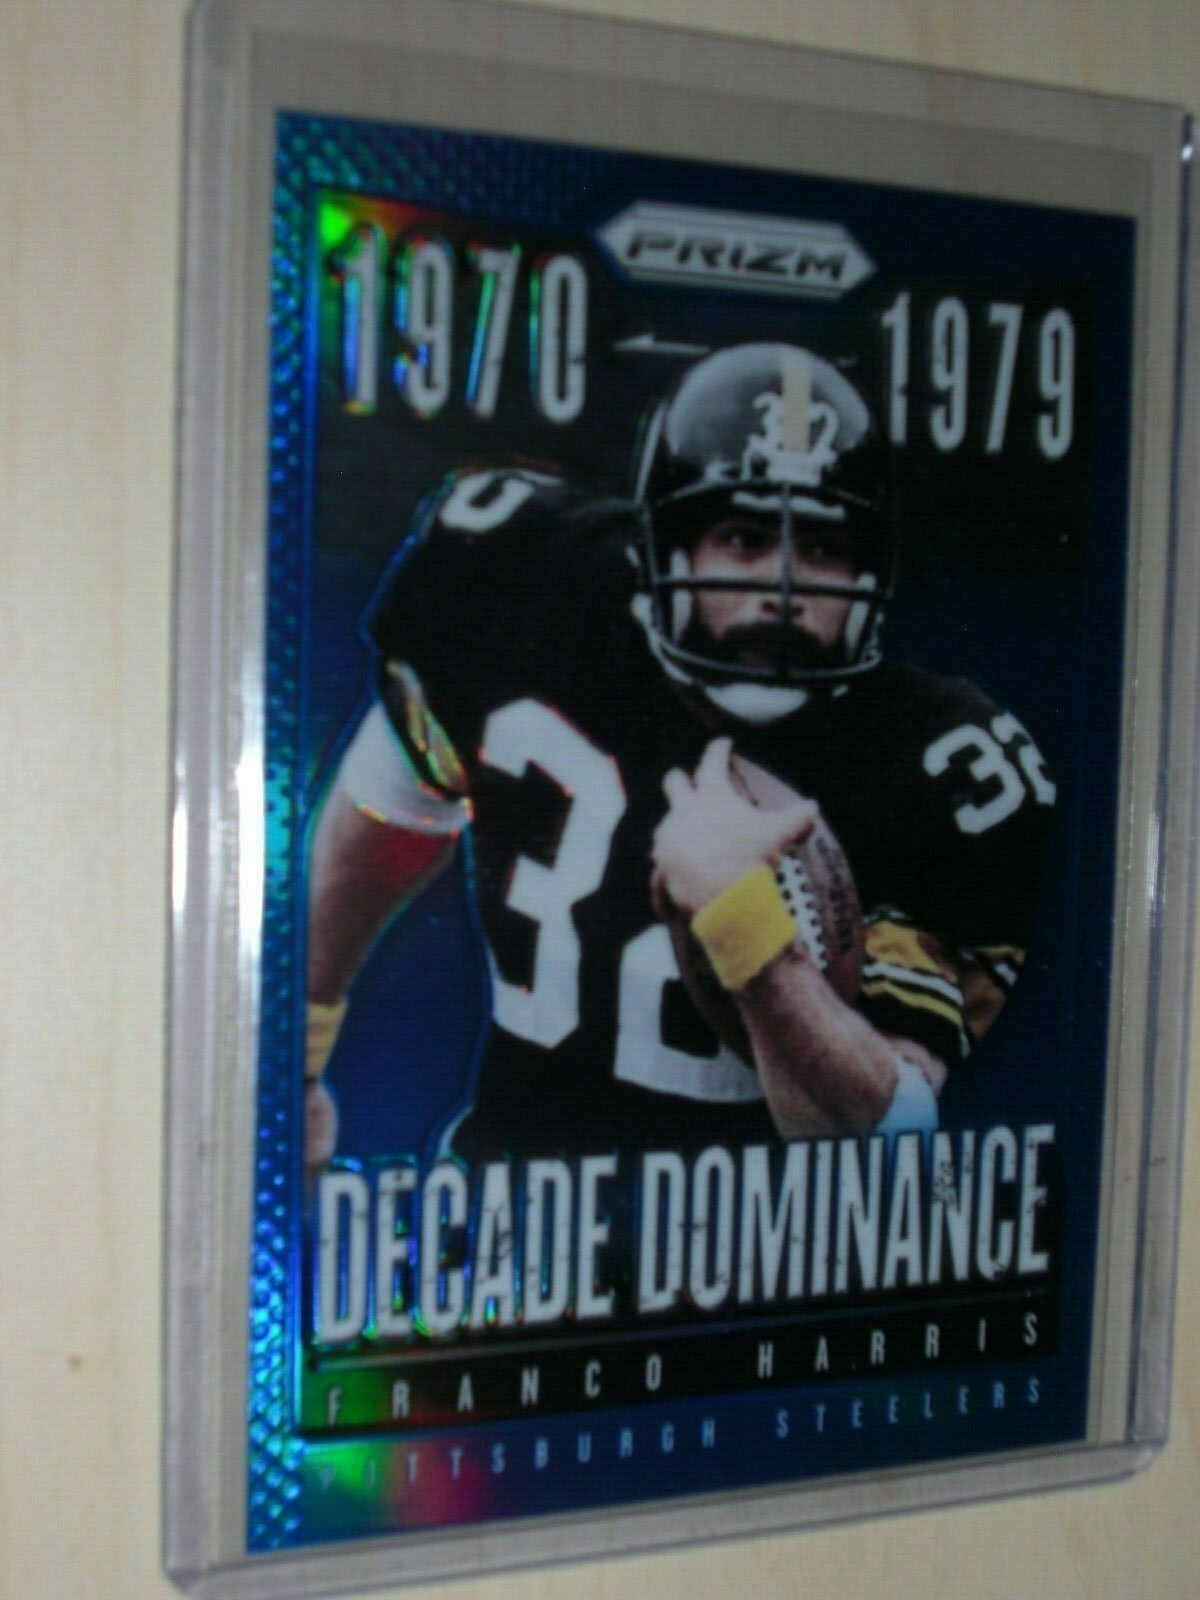 PRIZM
1970 1979
32
32
32
DECADE DOMINANCE
FRANCO HARRIS
PITTSBURGH STEELERS